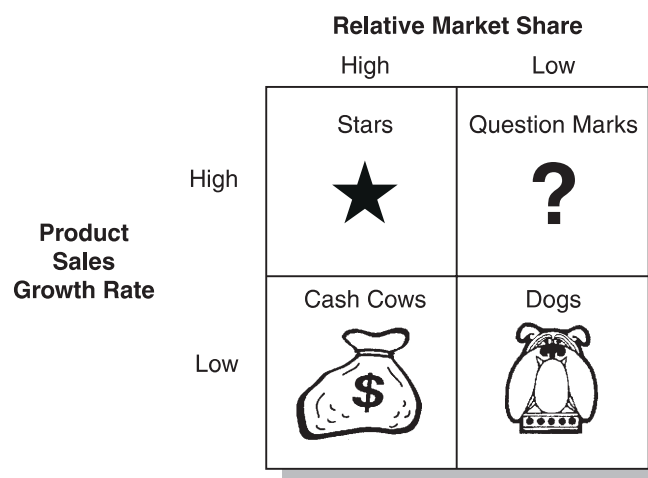 Relative Market Share
High
Low
Stars
Question Marks
?
High
Product
Sales
Growth Rate
Cash Cows
Dogs
$
Low